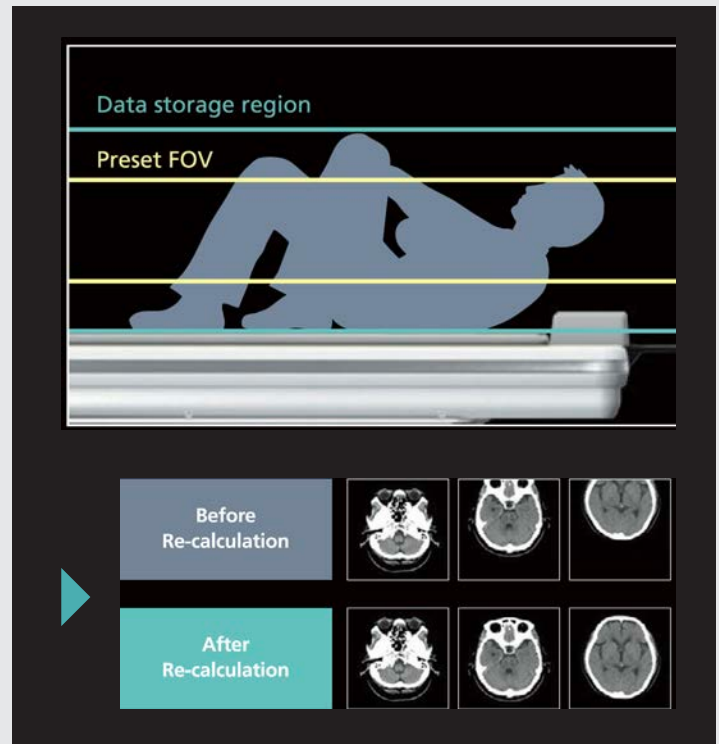 Data storage region
Preset FOV
Before
Re-calculation
After
Re-calculation